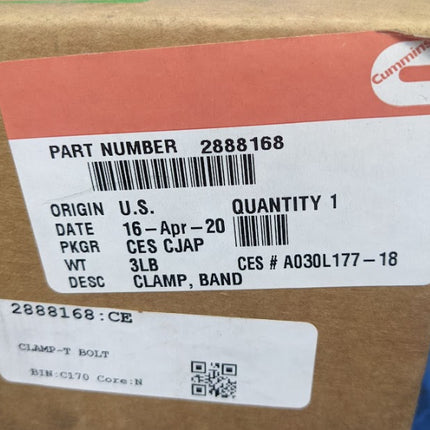 Cummins
PART NUMBER 2888168
ORIGIN U.S. QUANTITY 1
DATE 16-Apr-20
PKGR CES CJAP
WT 3LB CES # A030L177-18
DESC CLAMP, BAND
2888168:CE
CLAMP-T BOLT
BIN:C170 Core:N